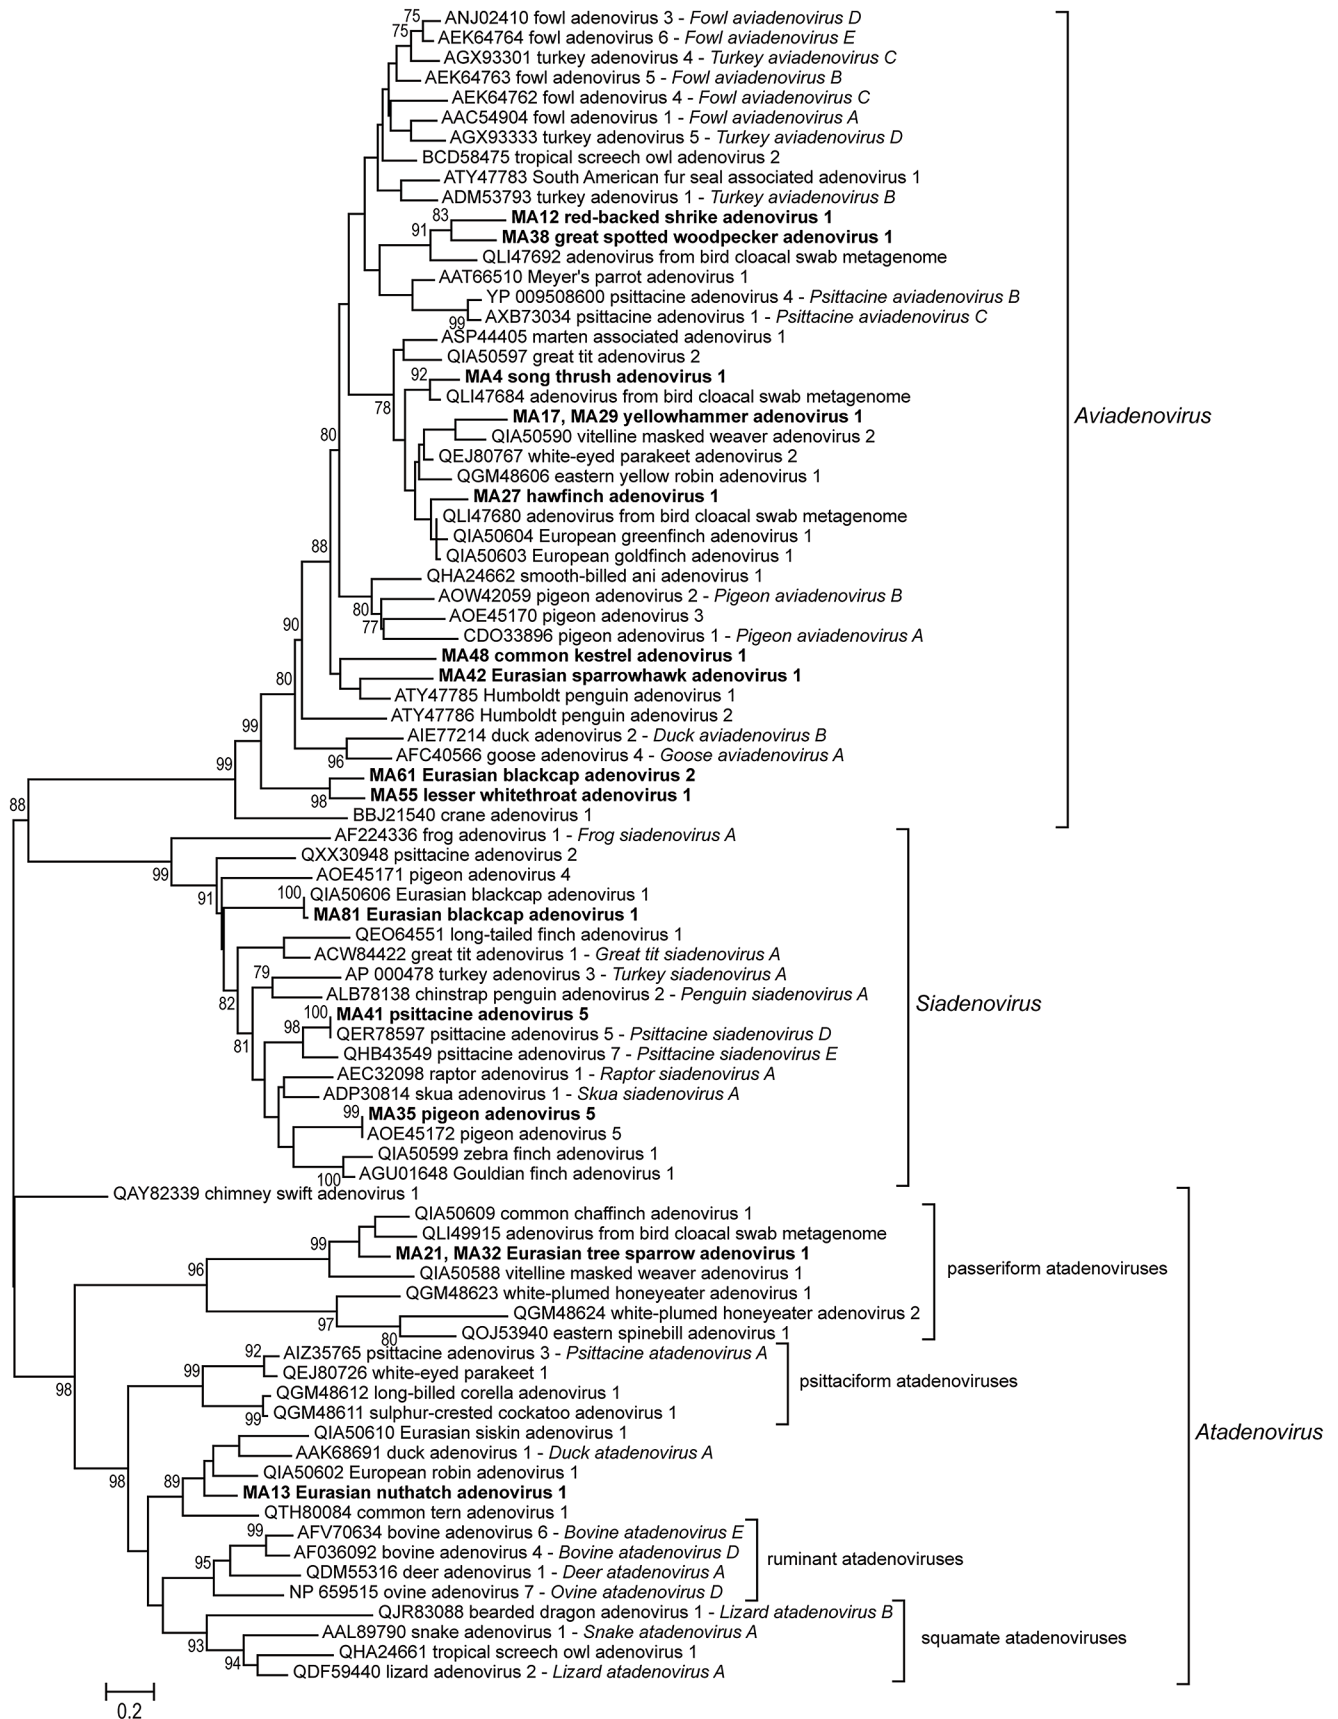 75
ANJ02410 fowl adenovirus 3 - Fowl aviadenovirus D
75
AEK64764 fowl adenovirus 6 - Fowl aviadenovirus E
AGX93301 turkey adenovirus 4 - Turkey aviadenovirus C
AEK64763 fowl adenovirus 5 - Fowl aviadenovirus B
AEK64762 fowl adenovirus 4 - Fowl aviadenovirus C
AAC54904 fowl adenovirus 1 - Fowl aviadenovirus A
AGX93333 turkey adenovirus 5 - Turkey aviadenovirus D
BCD58475 tropical screech owl adenovirus 2
ATY47783 South American fur seal associated adenovirus 1
ADM53793 turkey adenovirus 1 - Turkey aviadenovirus B
83
MA12 red-backed shrike adenovirus 1
91
MA38 great spotted woodpecker adenovirus 1
QLI47692 adenovirus from bird cloacal swab metagenome
AAT66510 Meyer's parrot adenovirus 1
YP 009508600 psittacine adenovirus 4 - Psittacine aviadenovirus B
99
AXB73034 psittacine adenovirus 1 - Psittacine aviadenovirus C
ASP44405 marten associated adenovirus 1
QIA50597 great tit adenovirus 2
92
MA4 song thrush adenovirus 1
QLI47684 adenovirus from bird cloacal swab metagenome
78
MA17, MA29 yellowhammer adenovirus 1
Aviadenovirus
80
QIA50590 vitelline masked weaver adenovirus 2
QEJ80767 white-eyed parakeet adenovirus 2
QGM48606 eastern yellow robin adenovirus 1
MA27 hawfinch adenovirus 1
QLI47680 adenovirus from bird cloacal swab metagenome
QIA50604 European greenfinch adenovirus 1
88
QIA50603 European goldfinch adenovirus 1
QHA24662 smooth-billed ani adenovirus 1
AOW42059 pigeon adenovirus 2 - Pigeon aviadenovirus B
80
AOE45170 pigeon adenovirus 3
90
77
CDO33896 pigeon adenovirus 1 - Pigeon aviadenovirus A
MA48 common kestrel adenovirus 1
80
MA42 Eurasian sparrowhawk adenovirus 1
ATY47785 Humboldt penguin adenovirus 1
ATY47786 Humboldt penguin adenovirus 2
99
AIE77214 duck adenovirus 2 - Duck aviadenovirus B
96
AFC40566 goose adenovirus 4 - Goose aviadenovirus A
99
MA61 Eurasian blackcap adenovirus 2
98
MA55 lesser whitethroat adenovirus 1
88
BBJ21540 crane adenovirus 1
AF224336 frog adenovirus 1 - Frog siadenovirus A
QXX30948 psittacine adenovirus 2
99
AOE45171 pigeon adenovirus 4
91
100
QIA50606 Eurasian blackcap adenovirus 1
MA81 Eurasian blackcap adenovirus 1
QEO64551 long-tailed finch adenovirus 1
ACW84422 great tit adenovirus 1 - Great tit siadenovirus A
79
AP 000478 turkey adenovirus 3 - Turkey siadenovirus A
82
ALB78138 chinstrap penguin adenovirus 2 - Penguin siadenovirus A
Siadenovirus
100
MA41 psittacine adenovirus 5
98
QER78597 psittacine adenovirus 5 - Psittacine siadenovirus D
81
QHB43549 psittacine adenovirus 7 - Psittacine siadenovirus E
AEC32098 raptor adenovirus 1 - Raptor siadenovirus A
ADP30814 skua adenovirus 1 - Skua siadenovirus A
99
MA35 pigeon adenovirus 5
AOE45172 pigeon adenovirus 5
QIA50599 zebra finch adenovirus 1
100
AGU01648 Gouldian finch adenovirus 1
QAY82339 chimney swift adenovirus 1
QIA50609 common chaffinch adenovirus 1
QLI49915 adenovirus from bird cloacal swab metagenome
99
MA21, MA32 Eurasian tree sparrow adenovirus 1
96
QIA50588 vitelline masked weaver adenovirus 1
passeriform atadenoviruses
QGM48623 white-plumed honeyeater adenovirus 1
97
QGM48624 white-plumed honeyeater adenovirus 2
80
QOJ53940 eastern spinebill adenovirus 1
92
AIZ35765 psittacine adenovirus 3 - Psittacine atadenovirus A
99
QEJ80726 white-eyed parakeet 1
psittaciform atadenoviruses
98
QGM48612 long-billed corella adenovirus 1
99
QGM48611 sulphur-crested cockatoo adenovirus 1
QIA50610 Eurasian siskin adenovirus 1
Atadenovirus
AAK68691 duck adenovirus 1 - Duck atadenovirus A
98
89
QIA50602 European robin adenovirus 1
MA13 Eurasian nuthatch adenovirus 1
QTH80084 common tern adenovirus 1
99
AFV70634 bovine adenovirus 6 - Bovine atadenovirus E
AF036092 bovine adenovirus 4 - Bovine atadenovirus D
ruminant atadenoviruses
95
QDM55316 deer adenovirus 1 - Deer atadenovirus A
NP 659515 ovine adenovirus 7 - Ovine atadenovirus D
QJR83088 bearded dragon adenovirus 1 - Lizard atadenovirus B
93
AAL89790 snake adenovirus 1 - Snake atadenovirus A
squamate atadenoviruses
QHA24661 tropical screech owl adenovirus 1
94
QDF59440 lizard adenovirus 2 - Lizard atadenovirus A
0.2